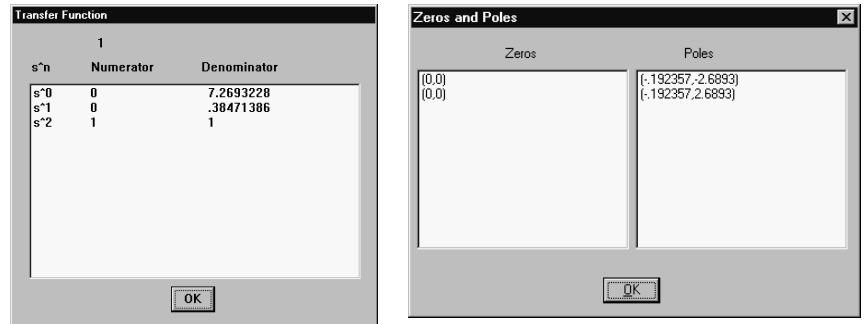 Transfer Function
1
s^n Numerator Denominator
s^0 0 7.2693228
s^1 0 .38471386
s^2 1 1
OK
Zeros and Poles
Zeros Poles
(0,0) (-.192357,-2.6893)
(0,0) (-.192357,2.6893)
OK